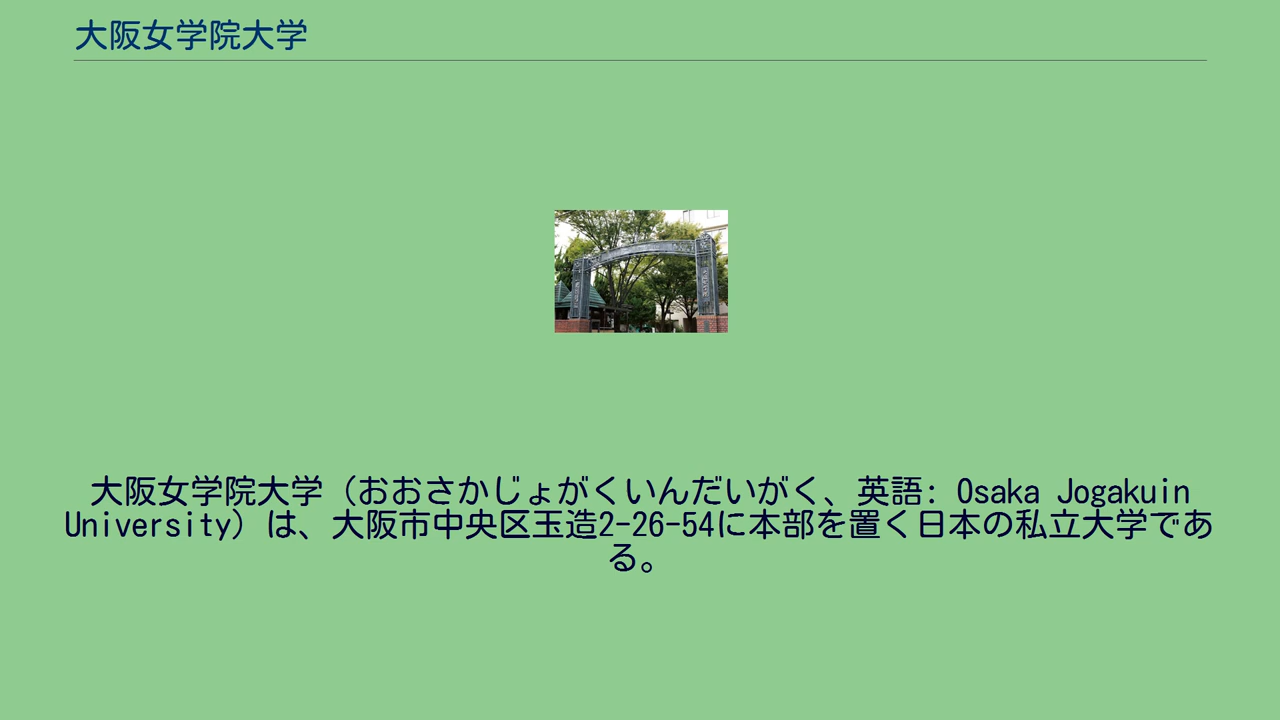 大阪女学院大学
大阪女学院大学（おおさかじょがくいんだいがく、英語: Osaka Jogakuin
University）は、大阪市中央区玉造2-26-54に本部を置く日本の私立大学であ
る。